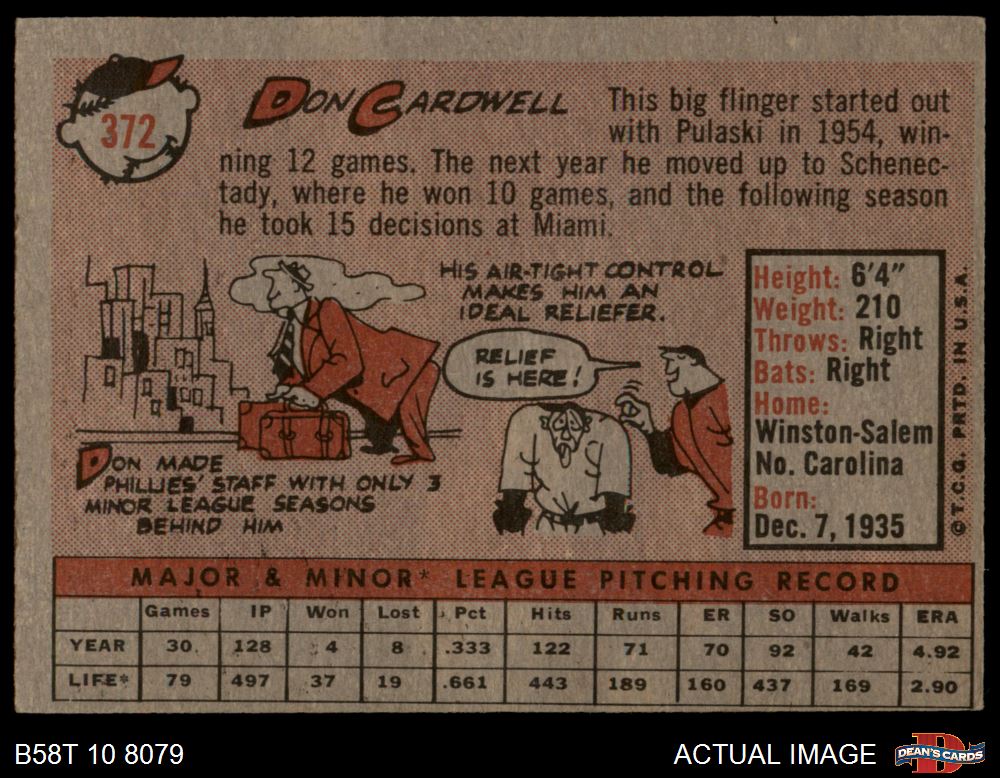 372
DON CARDWELL
This big flinger started out
with Pulaski in 1954, win-
ning 12 games. The next year he moved up to Schenec-
tady, where he won 10 games, and the following season
he took 15 decisions at Miami.
HIS AIR-TIGHT CONTROL
MAKES HIM AN
IDEAL RELIEFER.
RELIEF
IS HERE!
DON MADE
PHILLIES' STAFF WITH ONLY 3
MINOR LEAGUE SEASONS
BEHIND HIM
Height: 6'4"
Weight: 210
Throws: Right
Bats: Right
Home:
Winston-Salem
No. Carolina
Born:
Dec. 7, 1935
© T.C.G. PRTD. IN U.S.A.
MAJOR & MINOR* LEAGUE PITCHING RECORD
Games IP Won Lost Pct Hits Runs ER SO Walks ERA
YEAR 30 128 4 8 .333 122 71 70 92 42 4.92
LIFE* 79 497 37 19 .661 443 189 160 437 169 2.90
B58T 10 8079
ACTUAL IMAGE
DEAN'S CARDS